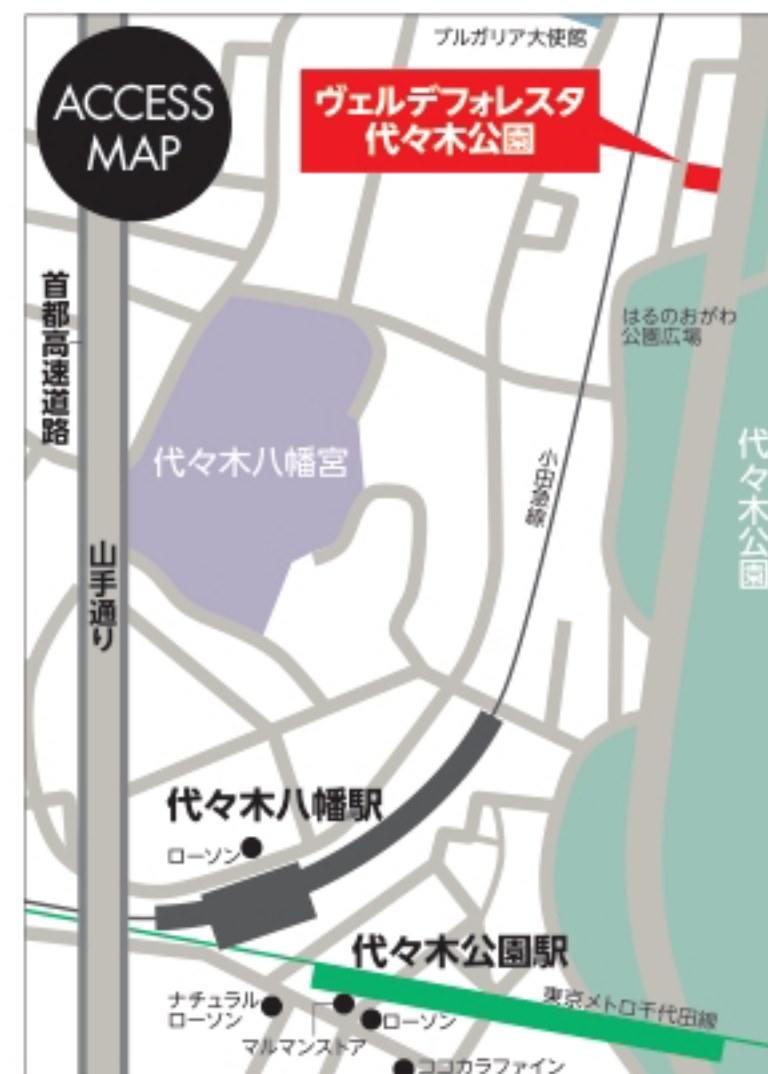 ブルガリア大使館
ACCESS
MAP
ヴェルデフォレスタ
代々木公園
首都高速道路
はるのおがわ
公園広場
代々木八幡宮
小田急線
代々木公園
山手通り
代々木八幡駅
ローソン
代々木公園駅
東京メトロ千代田線
ナチュラル
ローソン
ローソン
マルマンストア
ココカラファイン